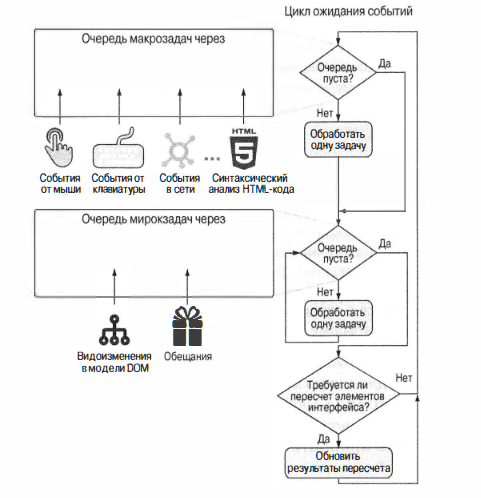 Цикл ожидания событий
Очередь макрозадач через
События
от мыши
События от
клавиатуры
События
в сети
...
HTML
5
Синтаксический
анализ HTML-кода
Очередь
пуста?
Да
Нет
Обработать
одну задачу
Очередь мирокзадач через
Видоизменения
в модели DOM
Обещания
Очередь
пуста?
Да
Нет
Обработать
одну задачу
Требуется ли
пересчет элементов
интерфейса?
Нет
Да
Обновить
результаты пересчета